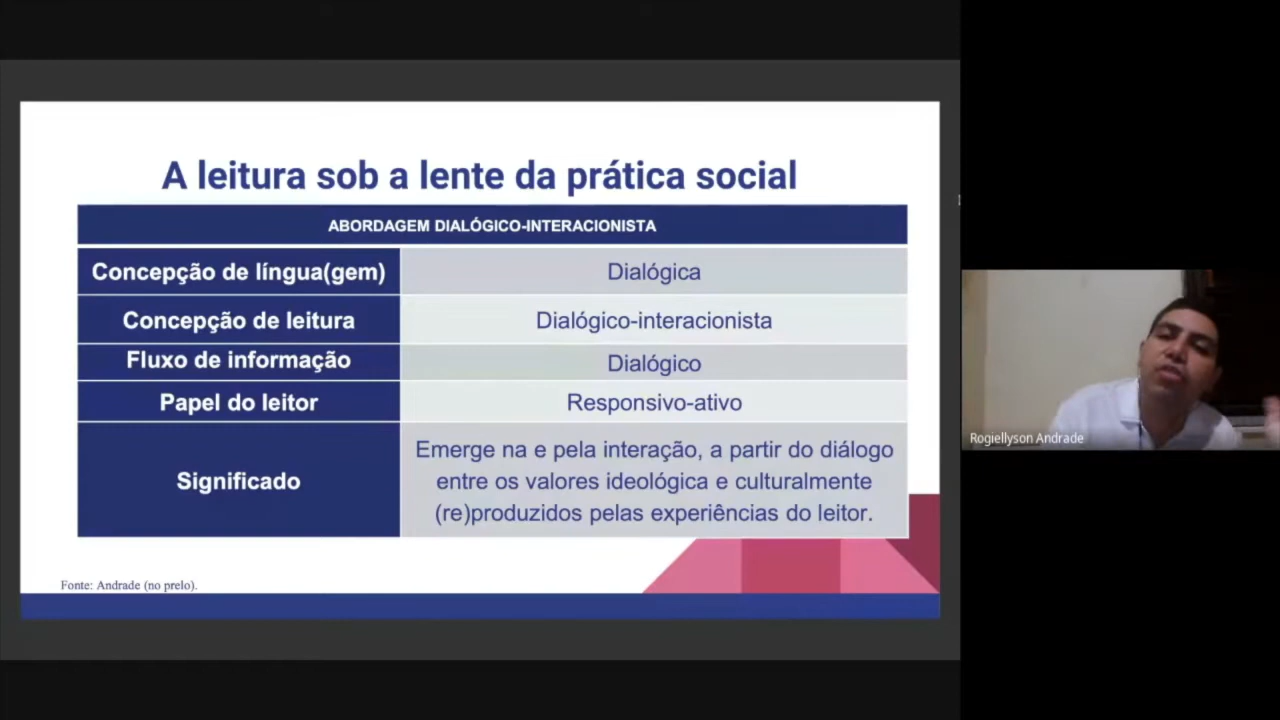 A leitura sob a lente da prática social
ABORDAGEM DIALÓGICO-INTERACIONISTA
Concepção de língua(gem)
Dialógica
Concepção de leitura
Dialógico-interacionista
Fluxo de informação
Dialógico
Papel do leitor
Responsivo-ativo
Significado
Emerge na e pela interação, a partir do diálogo
entre os valores ideológica e culturalmente
(re)produzidos pelas experiências do leitor.
Fonte: Andrade (no prelo).
Rogiellyson Andrade